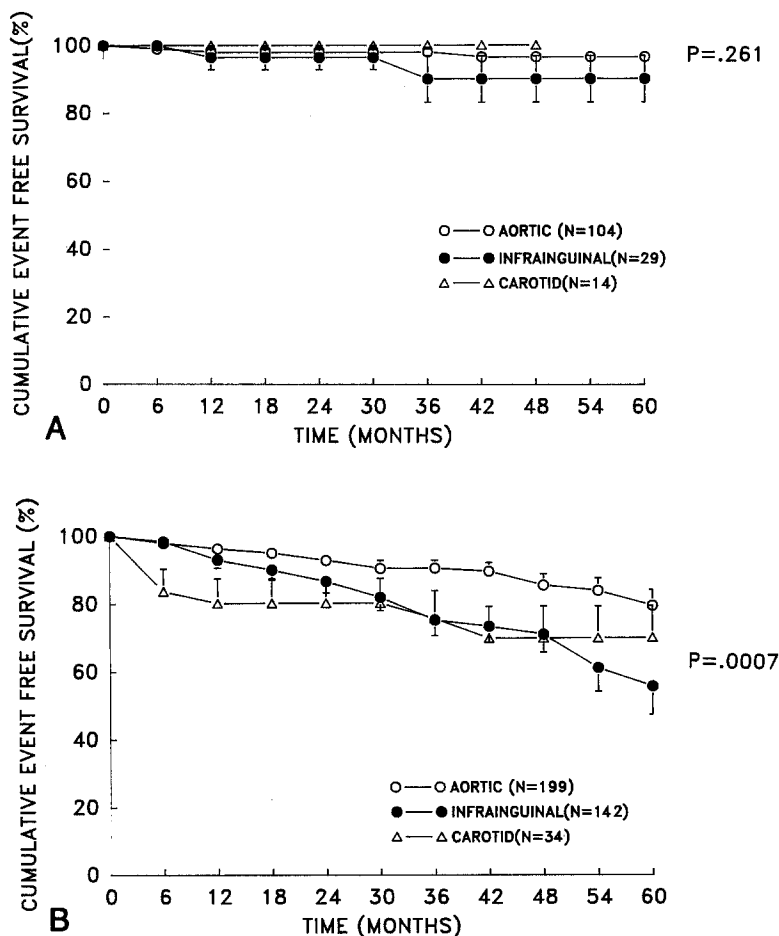 CUMULATIVE EVENT FREE SURVIVAL(%)
100
80
60
40
20
0
P=.261
AORTIC (N=104)
INFRAINGUINAL(N=29)
CAROTID(N=14)
0 6 12 18 24 30 36 42 48 54 60
A
TIME (MONTHS)
CUMULATIVE EVENT FREE SURVIVAL (%)
100
80
60
40
20
0
P=.0007
AORTIC (N=199)
INFRAINGUINAL(N=142)
CAROTID(N=34)
0 6 12 18 24 30 36 42 48 54 60
B
TIME (MONTHS)